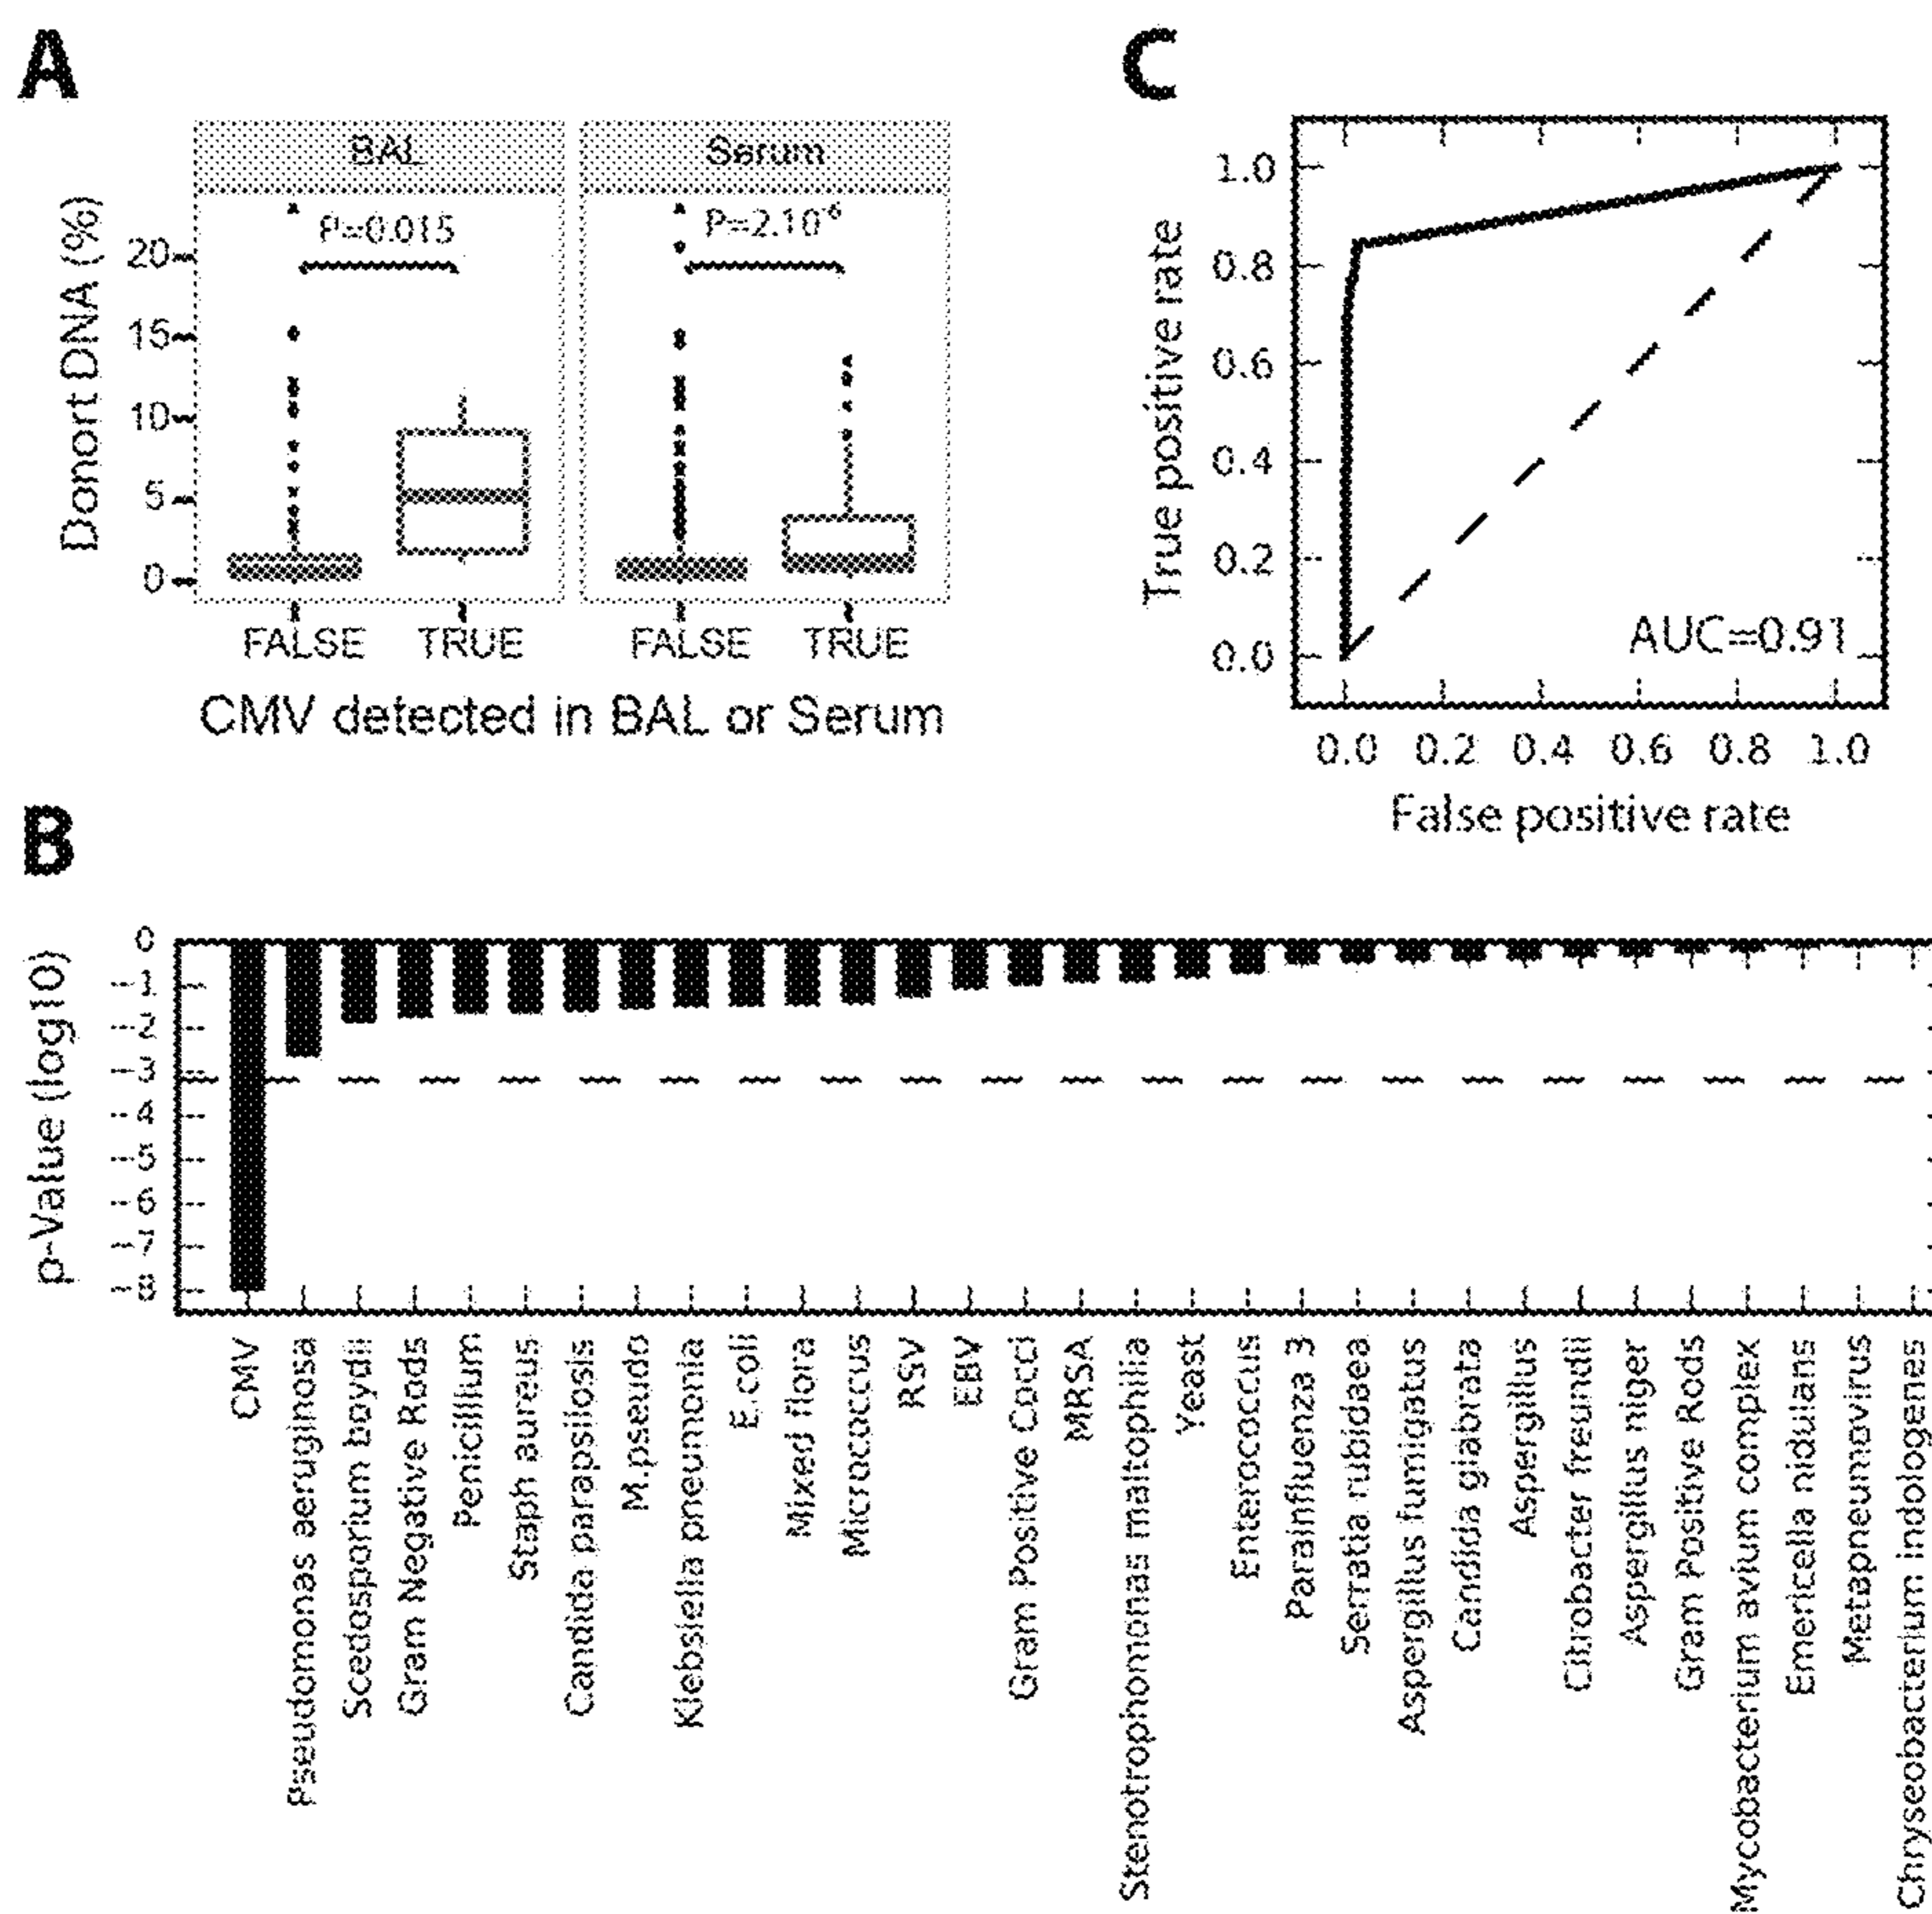 A
BAL
Serum
P=0.015
P=2.10⁻⁶
Donort DNA (%)
20
15
10
5
0
FALSE
TRUE
FALSE
TRUE
CMV detected in BAL or Serum
C
True positive rate
1.0
0.8
0.6
0.4
0.2
0.0
AUC=0.91
0.0 0.2 0.4 0.6 0.8 1.0
False positive rate
B
p-Value (log10)
0
-1
-2
-3
-4
-5
-6
-7
-8
CMV
Pseudomonas aeruginosa
Scedosporium boydii
Gram Negative Rods
Penicillium
Staph aureus
Candida parapsilosis
M.pseudo
Klebsiella pneumonia
E.coli
Mixed flora
Micrococcus
RSV
EBV
Gram Positive Cocci
MRSA
Stenotrophomonas maltophilia
Yeast
Enterococcus
Parainfluenza 3
Serratia rubidaea
Aspergillus fumigatus
Candida glabrata
Aspergillus
Citrobacter freundii
Aspergillus niger
Gram Positive Rods
Mycobacterium avium complex
Emericella nidulans
Metapneumovirus
Chryseobacterium indologenes